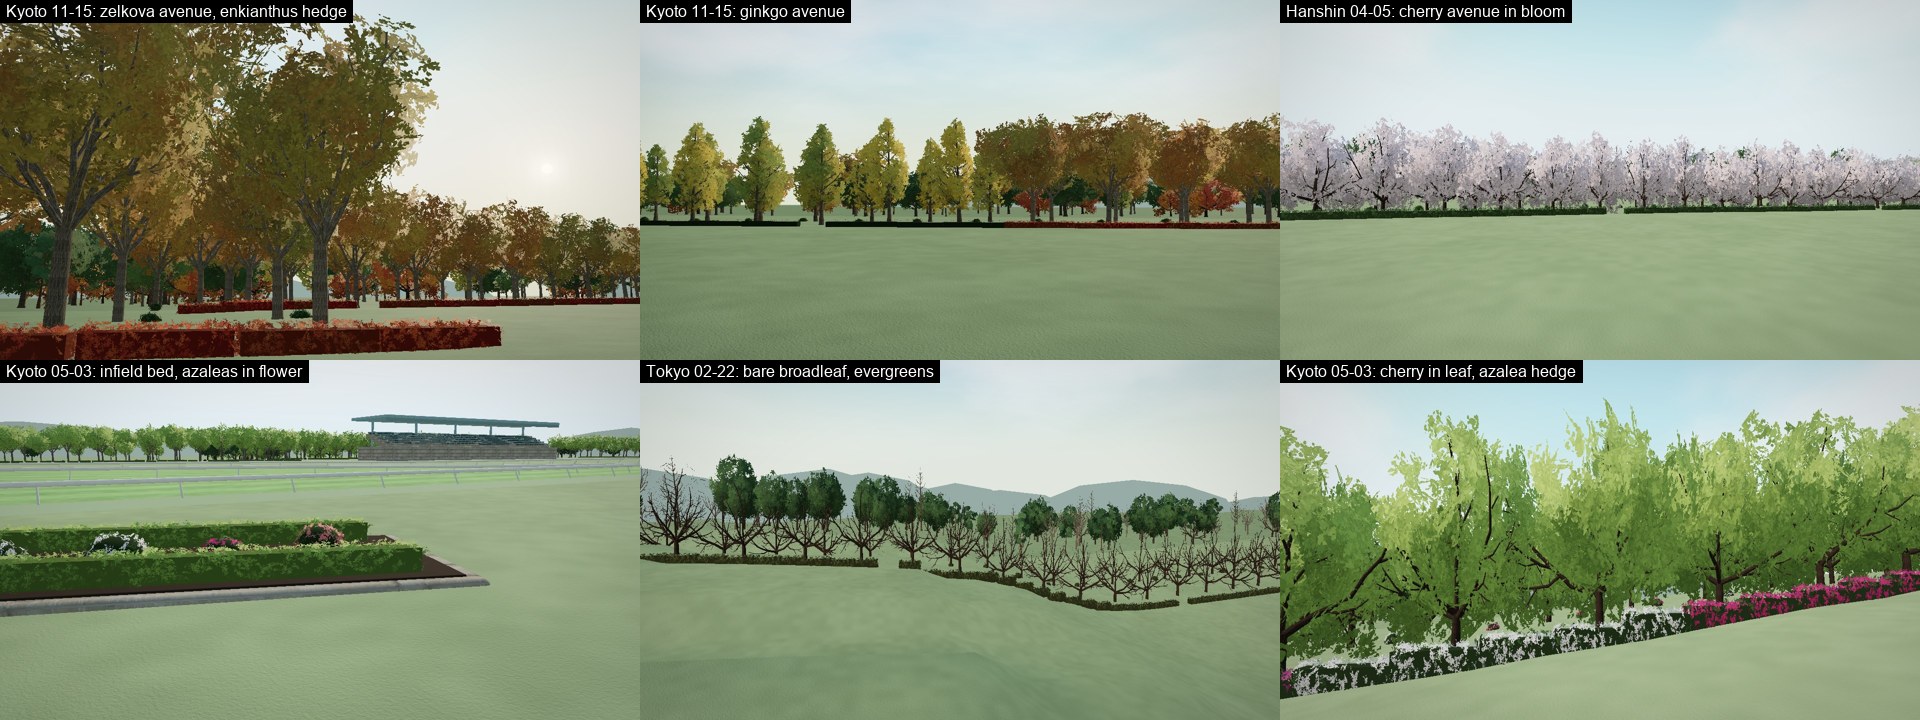 Kyoto 11-15: zelkova avenue, enkianthus hedge
Kyoto 11-15: ginkgo avenue
Hanshin 04-05: cherry avenue in bloom
Kyoto 05-03: infield bed, azaleas in flower
Tokyo 02-22: bare broadleaf, evergreens
Kyoto 05-03: cherry in leaf, azalea hedge